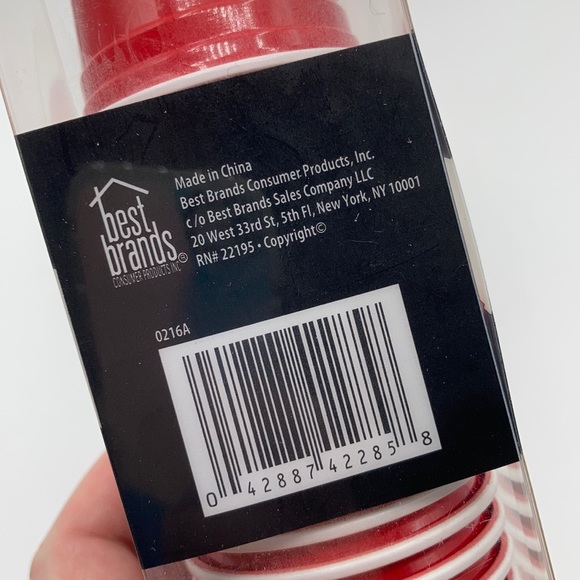 best
brands®
CONSUMER PRODUCTS INC
Made in China
Best Brands Consumer Products, Inc.
c/o Best Brands Sales Company LLC
20 West 33rd St, 5th Fl, New York, NY 10001
RN# 22195 • Copyright©
0216A
0 42887 42285 8